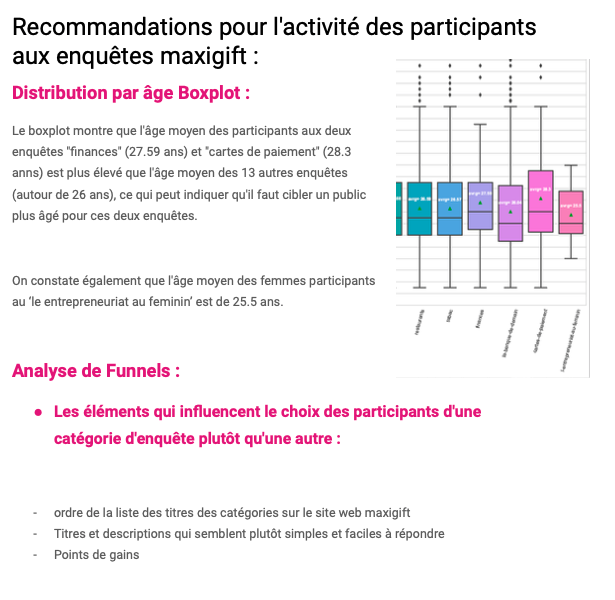 Recommandations pour l'activité des participants
aux enquêtes maxigift :
Distribution par âge Boxplot :
Le boxplot montre que l'âge moyen des participants aux deux
enquêtes "finances" (27.59 ans) et "cartes de paiement" (28.3
anns) est plus élevé que l'âge moyen des 13 autres enquêtes
(autour de 26 ans), ce qui peut indiquer qu'il faut cibler un public
plus âgé pour ces deux enquêtes.
On constate également que l'âge moyen des femmes participants
au 'le entrepreneuriat au feminin' est de 25.5 ans.
restaurants
finances
cartes-de-paiement
Analyse de Funnels :
● Les éléments qui influencent le choix des participants d'une
catégorie d'enquête plutôt qu'une autre :
- ordre de la liste des titres des catégories sur le site web maxigift
- Titres et descriptions qui semblent plutôt simples et faciles à répondre
- Points de gains